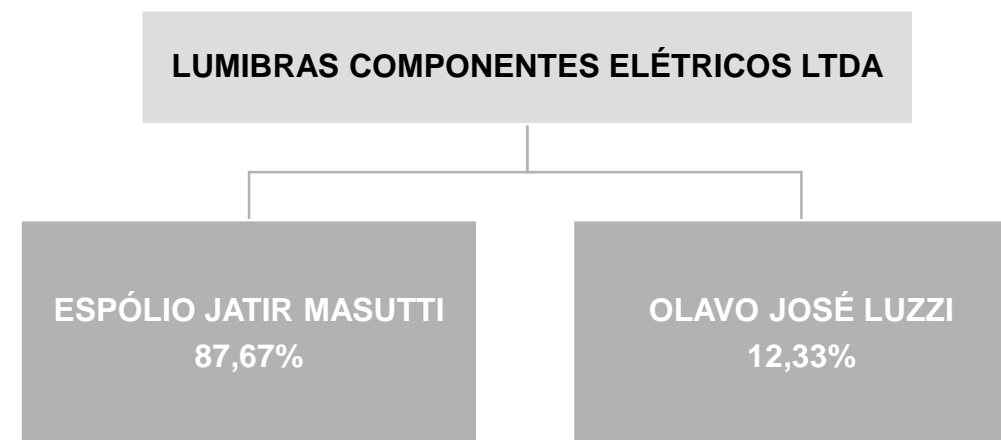 LUMIBRAS COMPONENTES ELÉTRICOS LTDA
ESPÓLIO JATIR MASUTTI
87,67%
OLAVO JOSÉ LUZZI
12,33%